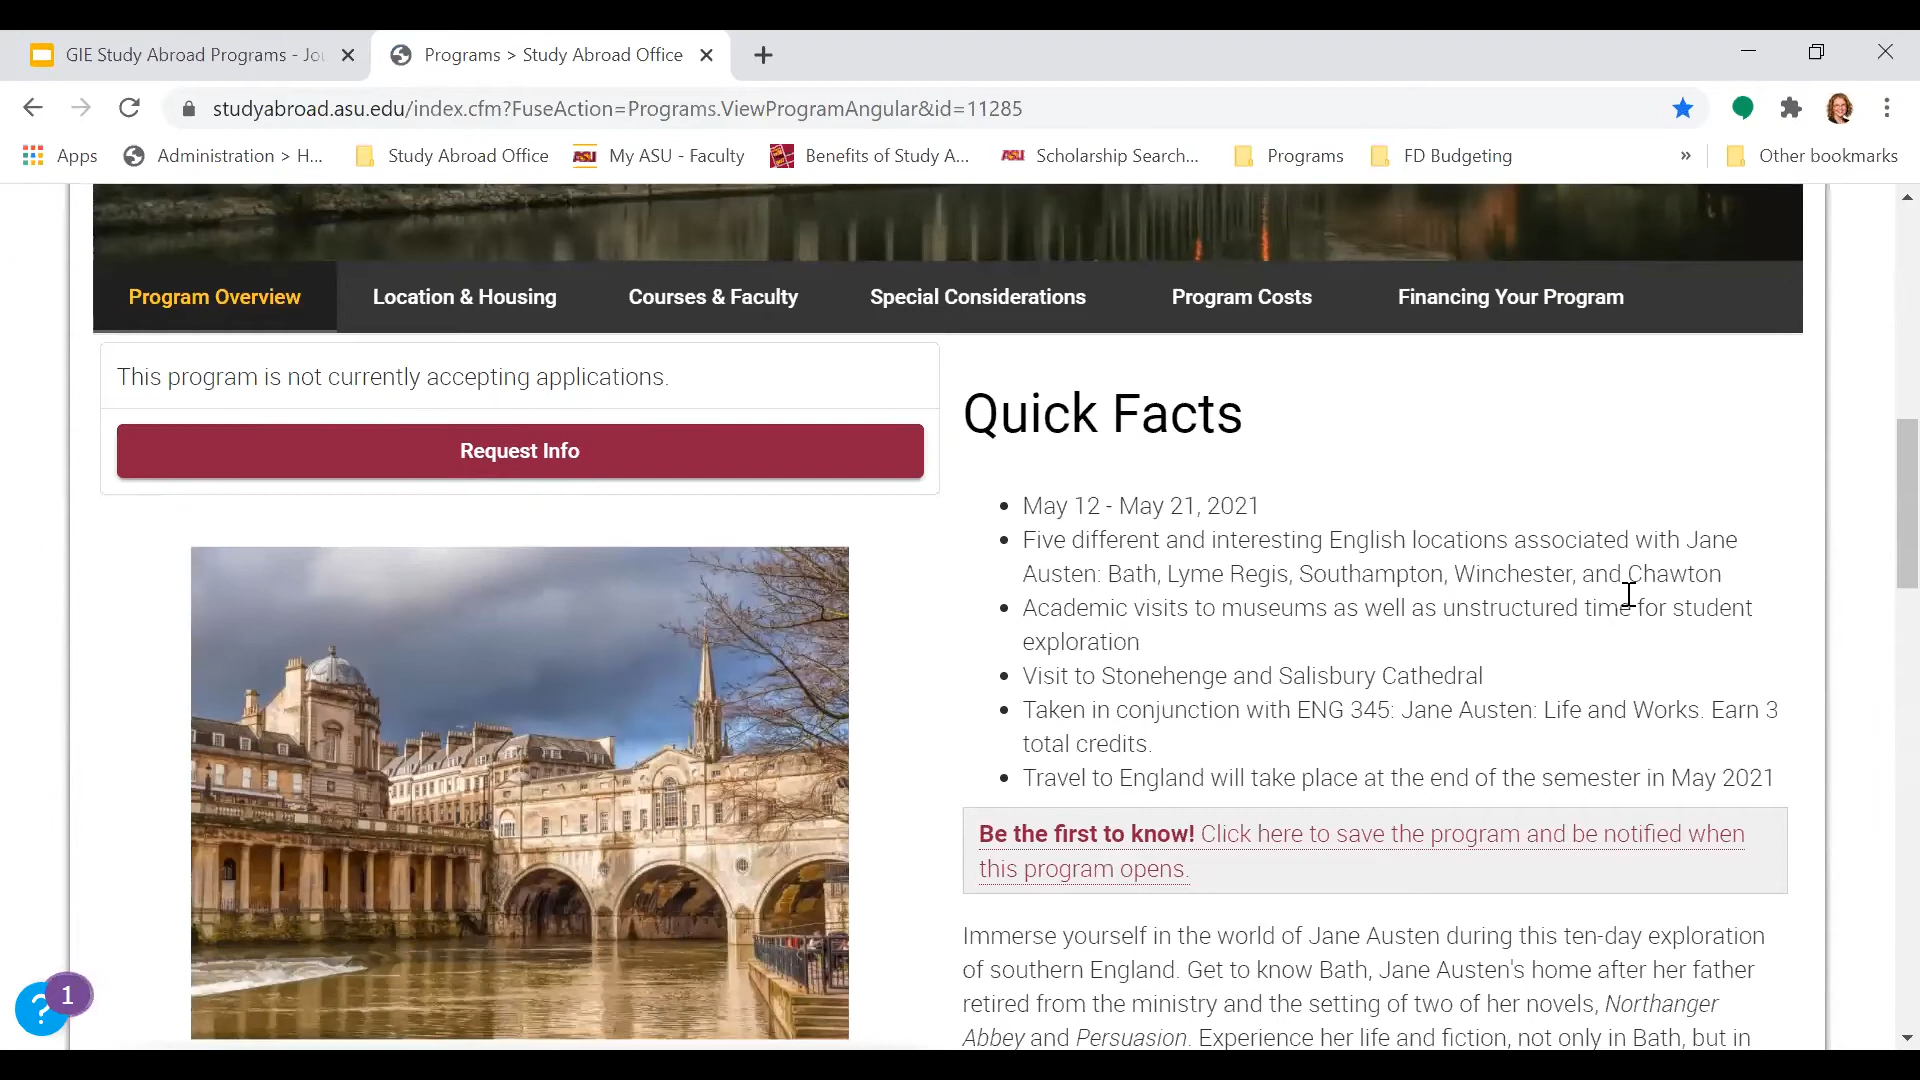 GIE Study Abroad Programs - Jo
Programs > Study Abroad Office
studyabroad.asu.edu/index.cfm?FuseAction=Programs.ViewProgramAngular&id=11285
Apps
Administration > H...
Study Abroad Office
ASU
My ASU - Faculty
Benefits of Study A...
ASU
Scholarship Search...
Programs
FD Budgeting
»
Other bookmarks
Program Overview
Location & Housing
Courses & Faculty
Special Considerations
Program Costs
Financing Your Program
This program is not currently accepting applications.
Request Info
Quick Facts
• May 12 - May 21, 2021
• Five different and interesting English locations associated with Jane
Austen: Bath, Lyme Regis, Southampton, Winchester, and Chawton
• Academic visits to museums as well as unstructured time for student
exploration
• Visit to Stonehenge and Salisbury Cathedral
• Taken in conjunction with ENG 345: Jane Austen: Life and Works. Earn 3
total credits.
• Travel to England will take place at the end of the semester in May 2021
Be the first to know! Click here to save the program and be notified when
this program opens.
Immerse yourself in the world of Jane Austen during this ten-day exploration
of southern England. Get to know Bath, Jane Austen's home after her father
retired from the ministry and the setting of two of her novels, Northanger
Abbey and Persuasion. Experience her life and fiction, not only in Bath, but in
?
1